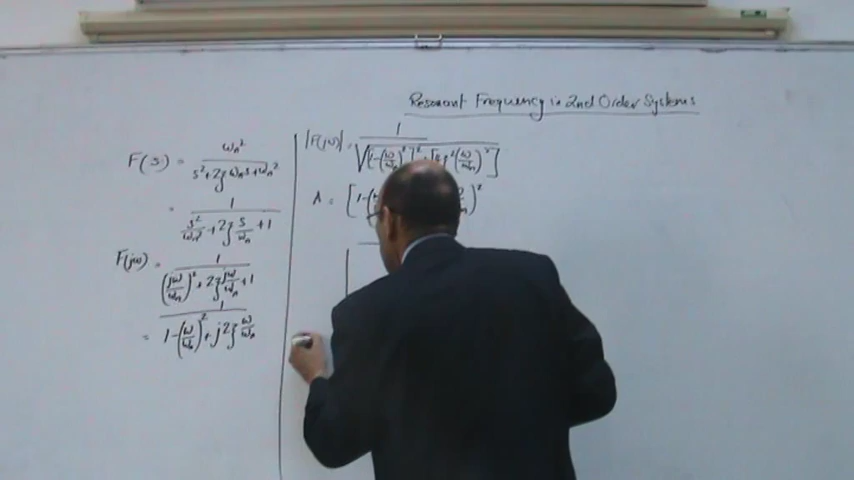 Resonant Frequency in 2nd Order Systems
F(s) = ωn² / (s²+2ζωns+ωn²)
= 1 / (s²/ωn² + 2ζ s/ωn + 1)
F(jω) = 1 / ((jω/ωn)² + 2ζ jω/ωn + 1)
= 1 / (1-(ω/ωn)² + j2ζ ω/ωn)
|F(jω)| = 1 / √[1-(ω/ωn)²]² + [4ζ²(ω/ωn)²]
λ = [1-(